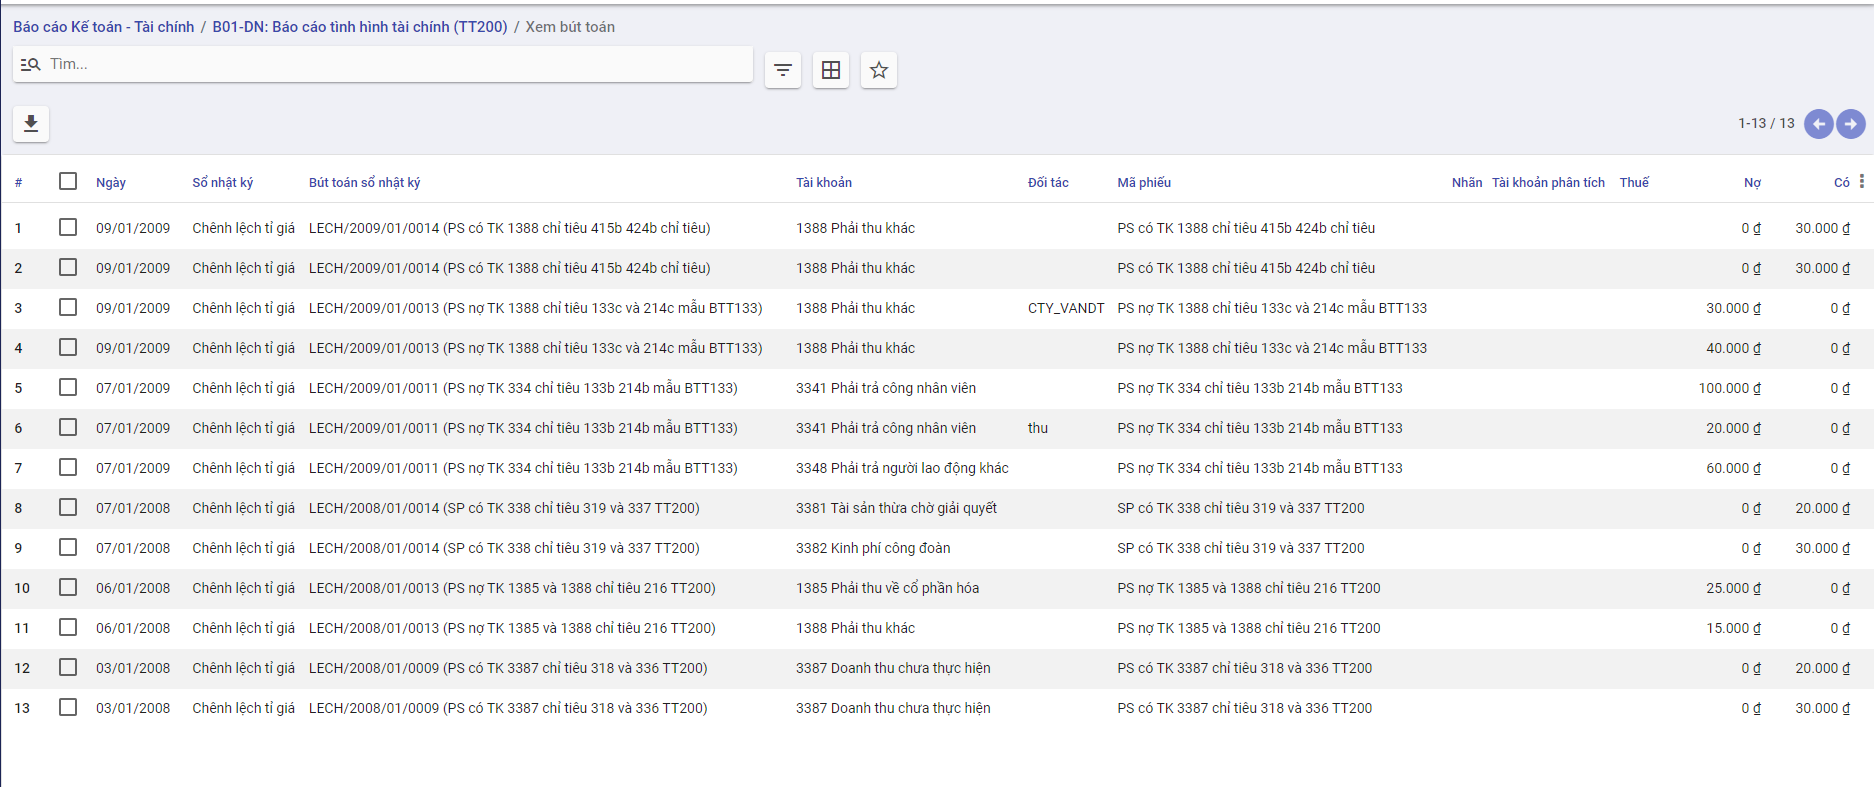 Báo cáo Kế toán - Tài chính / B01-DN: Báo cáo tình hình tài chính (TT200) / Xem bút toán
Tìm...
1-13 / 13
# Ngày Sổ nhật ký Bút toán sổ nhật ký Tài khoản Đối tác Mã phiếu Nhãn Tài khoản phân tích Thuế Nợ Có
1 09/01/2009 Chênh lệch tỉ giá LECH/2009/01/0014 (PS có TK 1388 chỉ tiêu 415b 424b chỉ tiêu) 1388 Phải thu khác PS có TK 1388 chỉ tiêu 415b 424b chỉ tiêu 0 ₫ 30.000 ₫
2 09/01/2009 Chênh lệch tỉ giá LECH/2009/01/0014 (PS có TK 1388 chỉ tiêu 415b 424b chỉ tiêu) 1388 Phải thu khác PS có TK 1388 chỉ tiêu 415b 424b chỉ tiêu 0 ₫ 30.000 ₫
3 09/01/2009 Chênh lệch tỉ giá LECH/2009/01/0013 (PS nợ TK 1388 chỉ tiêu 133c và 214c mẫu BTT133) 1388 Phải thu khác CTY_VANDT PS nợ TK 1388 chỉ tiêu 133c và 214c mẫu BTT133 30.000 ₫ 0 ₫
4 09/01/2009 Chênh lệch tỉ giá LECH/2009/01/0013 (PS nợ TK 1388 chỉ tiêu 133c và 214c mẫu BTT133) 1388 Phải thu khác PS nợ TK 1388 chỉ tiêu 133c và 214c mẫu BTT133 40.000 ₫ 0 ₫
5 07/01/2009 Chênh lệch tỉ giá LECH/2009/01/0011 (PS nợ TK 334 chỉ tiêu 133b 214b mẫu BTT133) 3341 Phải trả công nhân viên PS nợ TK 334 chỉ tiêu 133b 214b mẫu BTT133 100.000 ₫ 0 ₫
6 07/01/2009 Chênh lệch tỉ giá LECH/2009/01/0011 (PS nợ TK 334 chỉ tiêu 133b 214b mẫu BTT133) 3341 Phải trả công nhân viên thu PS nợ TK 334 chỉ tiêu 133b 214b mẫu BTT133 20.000 ₫ 0 ₫
7 07/01/2009 Chênh lệch tỉ giá LECH/2009/01/0011 (PS nợ TK 334 chỉ tiêu 133b 214b mẫu BTT133) 3348 Phải trả người lao động khác PS nợ TK 334 chỉ tiêu 133b 214b mẫu BTT133 60.000 ₫ 0 ₫
8 07/01/2008 Chênh lệch tỉ giá LECH/2008/01/0014 (SP có TK 338 chỉ tiêu 319 và 337 TT200) 3381 Tài sản thừa chờ giải quyết SP có TK 338 chỉ tiêu 319 và 337 TT200 0 ₫ 20.000 ₫
9 07/01/2008 Chênh lệch tỉ giá LECH/2008/01/0014 (SP có TK 338 chỉ tiêu 319 và 337 TT200) 3382 Kinh phí công đoàn SP có TK 338 chỉ tiêu 319 và 337 TT200 0 ₫ 30.000 ₫
10 06/01/2008 Chênh lệch tỉ giá LECH/2008/01/0013 (PS nợ TK 1385 và 1388 chỉ tiêu 216 TT200) 1385 Phải thu về cổ phần hóa PS nợ TK 1385 và 1388 chỉ tiêu 216 TT200 25.000 ₫ 0 ₫
11 06/01/2008 Chênh lệch tỉ giá LECH/2008/01/0013 (PS nợ TK 1385 và 1388 chỉ tiêu 216 TT200) 1388 Phải thu khác PS nợ TK 1385 và 1388 chỉ tiêu 216 TT200 15.000 ₫ 0 ₫
12 03/01/2008 Chênh lệch tỉ giá LECH/2008/01/0009 (PS có TK 3387 chỉ tiêu 318 và 336 TT200) 3387 Doanh thu chưa thực hiện PS có TK 3387 chỉ tiêu 318 và 336 TT200 0 ₫ 20.000 ₫
13 03/01/2008 Chênh lệch tỉ giá LECH/2008/01/0009 (PS có TK 3387 chỉ tiêu 318 và 336 TT200) 3387 Doanh thu chưa thực hiện PS có TK 3387 chỉ tiêu 318 và 336 TT200 0 ₫ 30.000 ₫